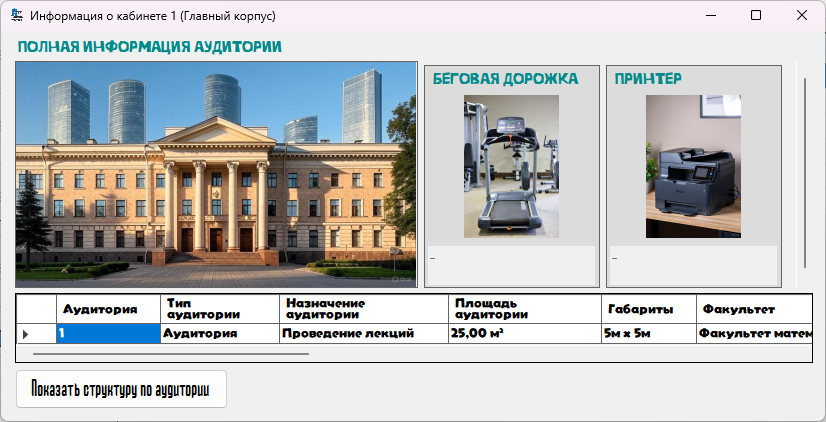 Информация о кабинете 1 (Главный корпус)
ПОЛНАЯ ИНФОРМАЦИЯ АУДИТОРИИ
БЕГОВАЯ ДОРОЖКА
ПРИНТЕР
–
–
Аудитория
Тип
аудитории
Назначение
аудитории
Площадь
аудитории
Габариты
Факультет
1
Аудитория
Проведение лекций
25,00 м²
5м x 5м
Факультет матем
Показать структуру по аудитории